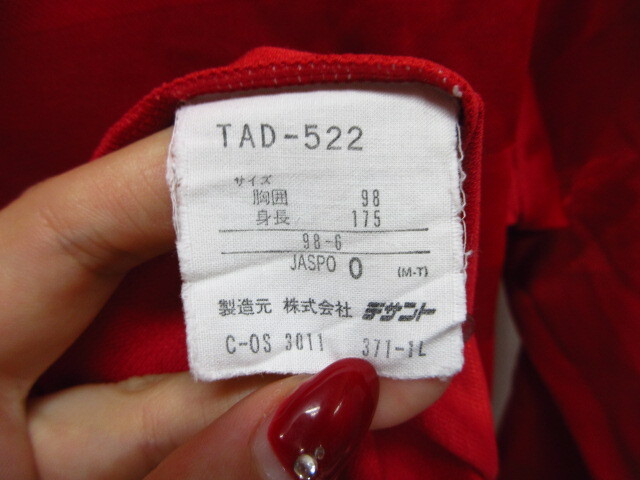 TAD-522
サイズ
胸囲 98
身長 175
98-6
JASPO O (M-T)
製造元 株式会社 デサント
C-OS 3011 371-1L